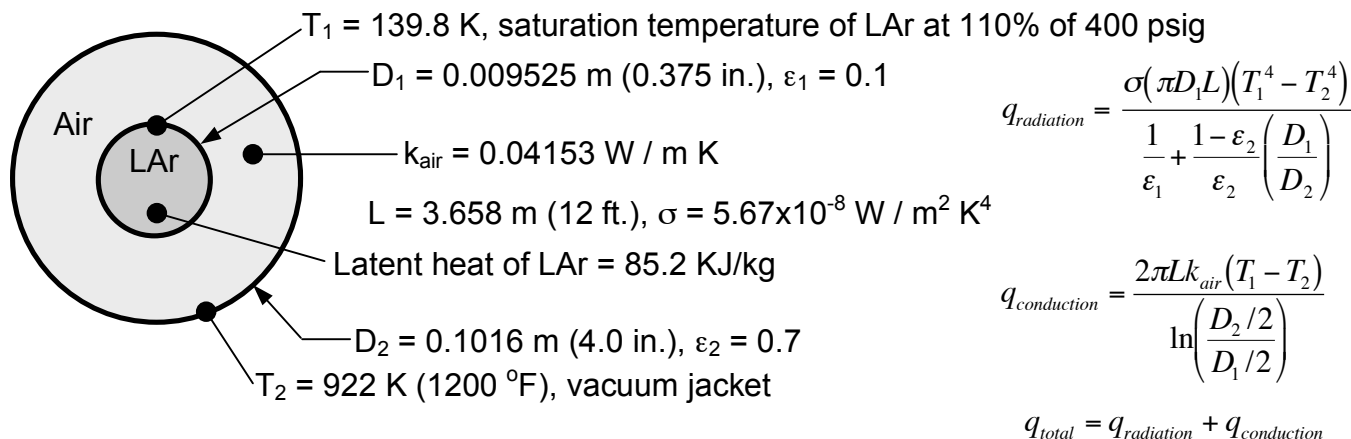 T₁ = 139.8 K, saturation temperature of LAr at 110% of 400 psig
D₁ = 0.009525 m (0.375 in.), ε₁ = 0.1
Air
LAr
k_air = 0.04153 W / m K
L = 3.658 m (12 ft.), σ = 5.67x10⁻⁸ W / m² K⁴
Latent heat of LAr = 85.2 KJ/kg
D₂ = 0.1016 m (4.0 in.), ε₂ = 0.7
T₂ = 922 K (1200 °F), vacuum jacket
q_radiation = σ(πD₁L)(T₁⁴ − T₂⁴) / (1/ε₁ + (1−ε₂)/ε₂ (D₁/D₂))
q_conduction = 2πLk_air(T₁ − T₂) / ln((D₂/2)/(D₁/2))
q_total = q_radiation + q_conduction